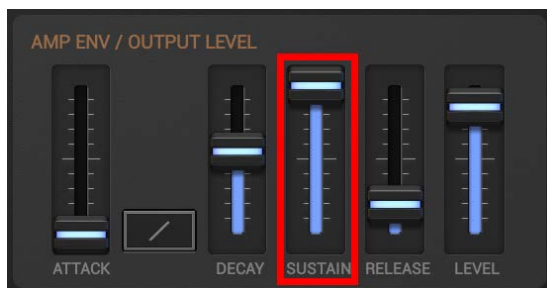 AMP ENV / OUTPUT LEVEL
ATTACK DECAY SUSTAIN RELEASE LEVEL